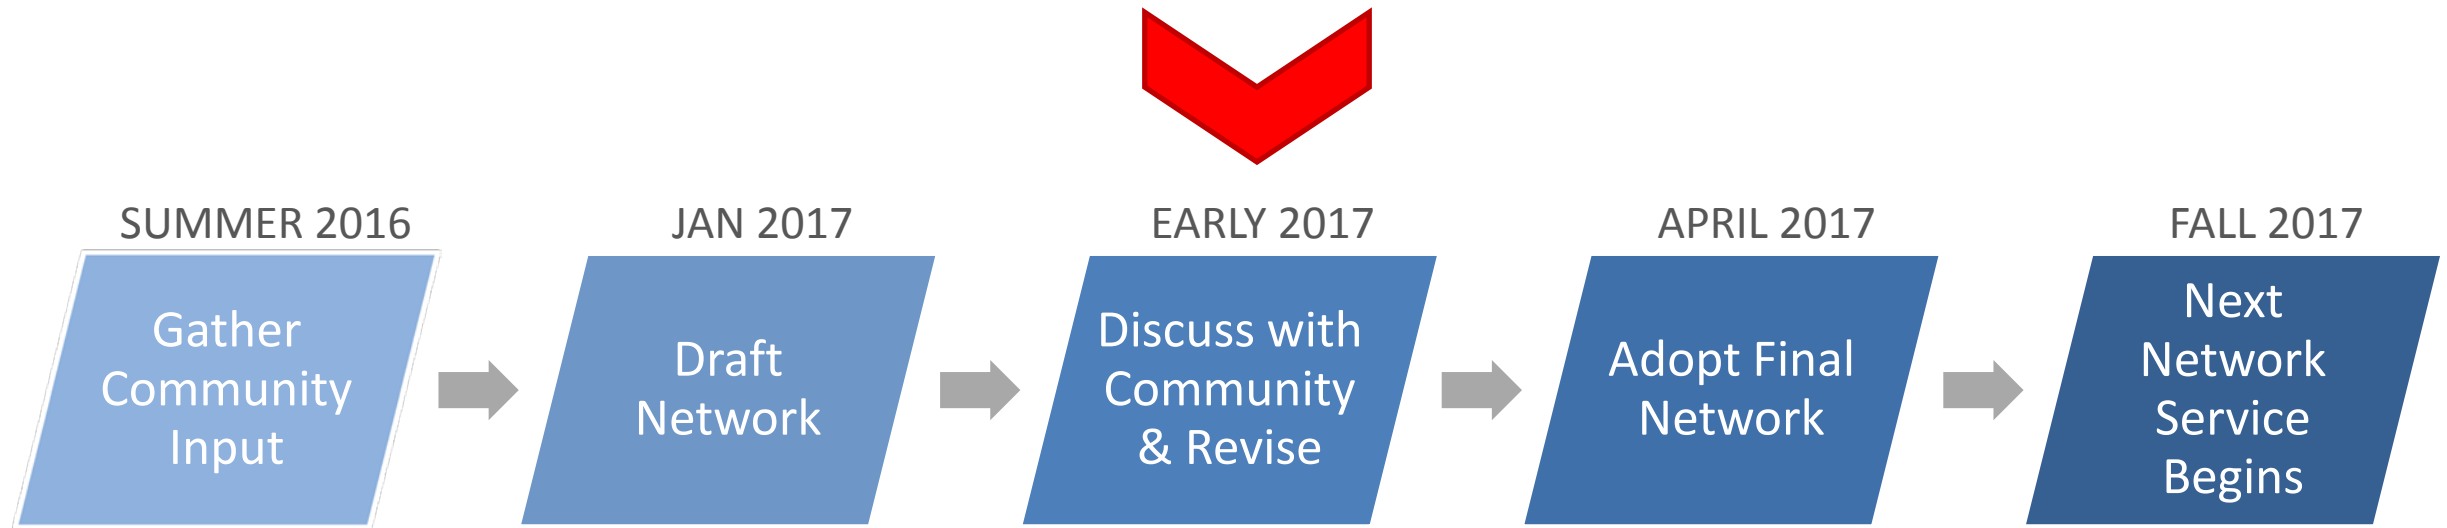 SUMMER 2016
JAN 2017
EARLY 2017
APRIL 2017
FALL 2017
Gather
Community
Input
Draft
Network
Discuss with
Community
& Revise
Adopt Final
Network
Next
Network
Service
Begins